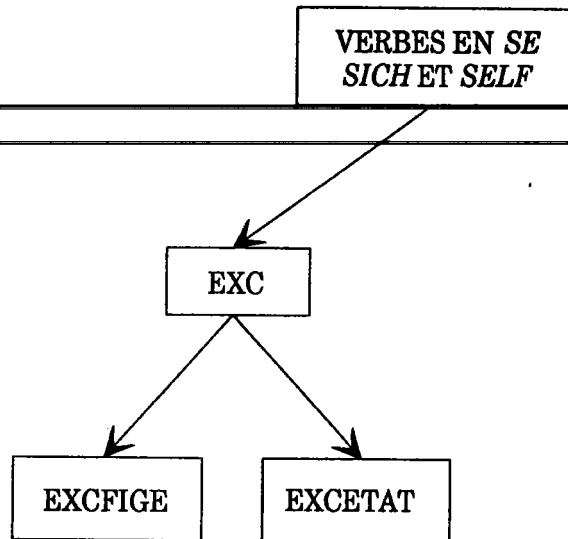 VERBES EN SE
SICH ET SELF
EXC
EXCFIGE
EXCETAT